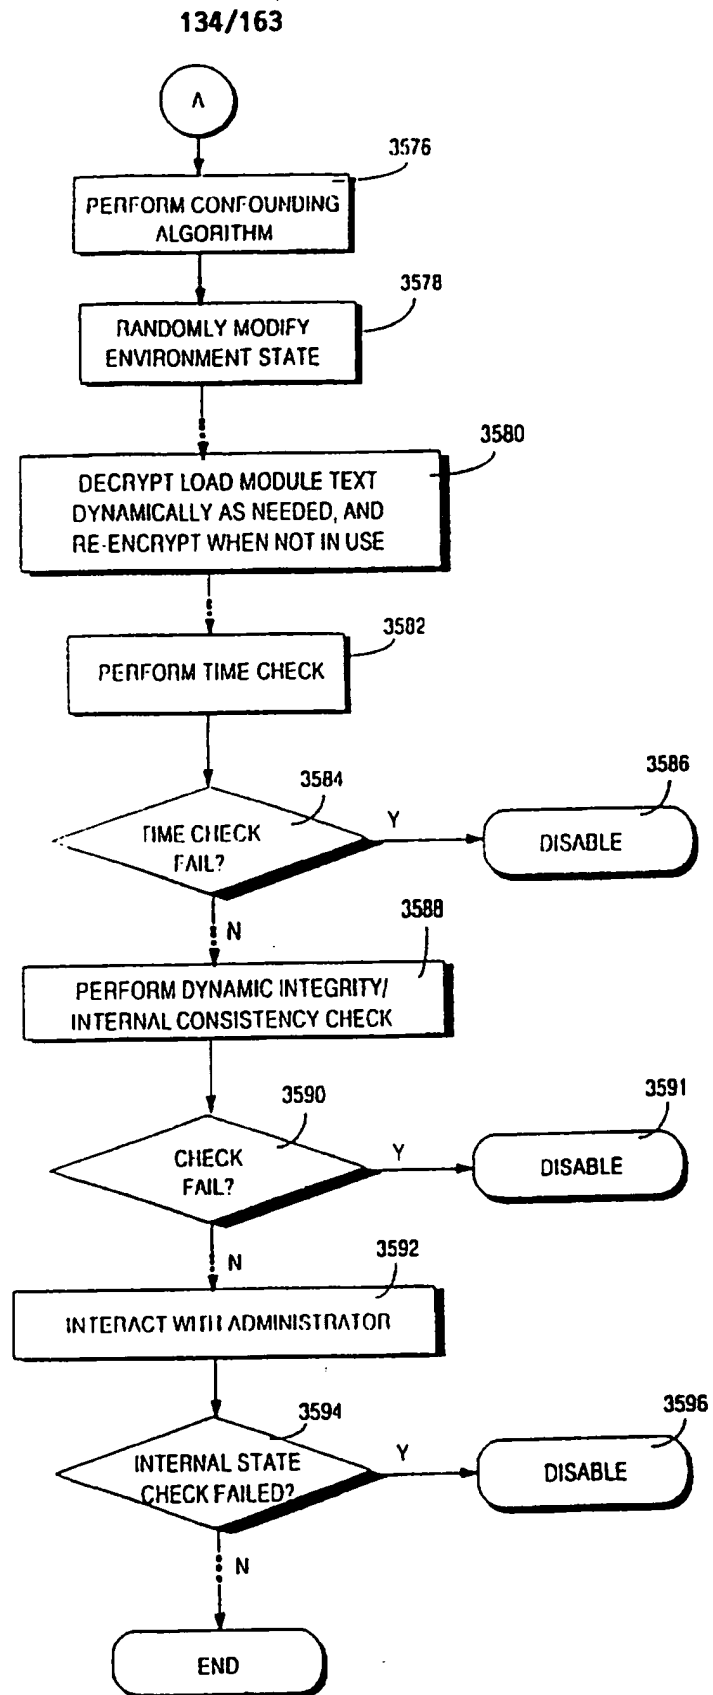 134/163
A
3576
PERFORM CONFOUNDING
ALGORITHM
3578
RANDOMLY MODIFY
ENVIRONMENT STATE
3580
DECRYPT LOAD MODULE TEXT
DYNAMICALLY AS NEEDED, AND
RE-ENCRYPT WHEN NOT IN USE
3582
PERFORM TIME CHECK
3584
TIME CHECK
FAIL?
Y
3586
DISABLE
N
3588
PERFORM DYNAMIC INTEGRITY/
INTERNAL CONSISTENCY CHECK
3590
CHECK
FAIL?
Y
3591
DISABLE
N
3592
INTERACT WITH ADMINISTRATOR
3594
INTERNAL STATE
CHECK FAILED?
Y
3596
DISABLE
N
END